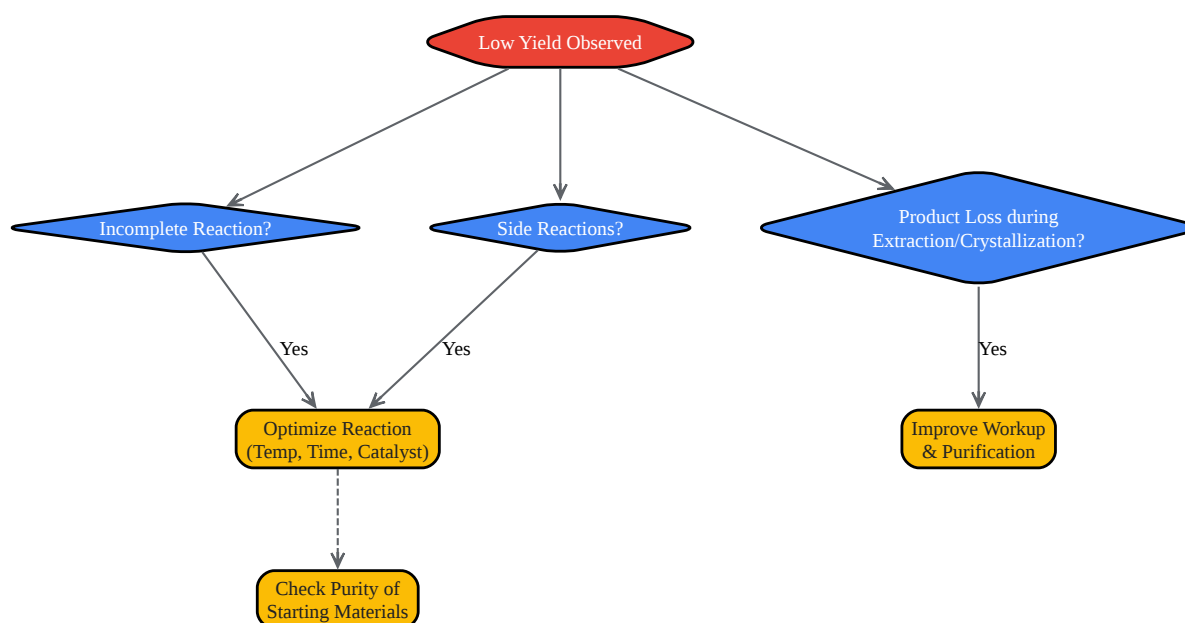 Low Yield Observed
Incomplete Reaction?
Side Reactions?
Product Loss during
Extraction/Crystallization?
Yes
Yes
Yes
Optimize Reaction
(Temp, Time, Catalyst)
Improve Workup
& Purification
Check Purity of
Starting Materials